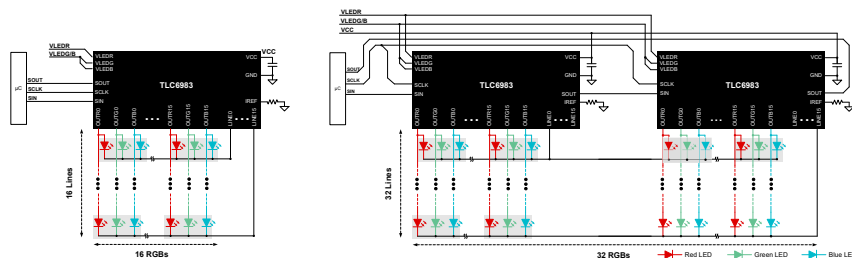 VLEDR
VLEDG/B
VCC
VLEDR
VLEDG/B
VLEDR
VLEDG
VLEDB
TLC6983
VCC
VCC
GND
IREF
µC
SOUT
SCLK
SIN
SOUT
SCLK
SIN
OUTR0
OUTG0
OUTB0
OUTR15
OUTG15
OUTB15
LINE0
LINE15
16 Lines
16 RGBs
µC
SOUT
SCLK
SIN
VLEDR
VLEDG
VLEDB
TLC6983
SCLK
SIN
VCC
GND
SOUT
IREF
OUTR0
OUTG0
OUTB0
OUTR15
OUTG15
OUTB15
LINE0
LINE15
VLEDR
VLEDG
VLEDB
TLC6983
SCLK
SIN
VCC
GND
SOUT
IREF
OUTR0
OUTG0
OUTB0
OUTR15
OUTG15
OUTB15
LINE0
LINE15
32 Lines
32 RGBs
Red LED
Green LED
Blue LE